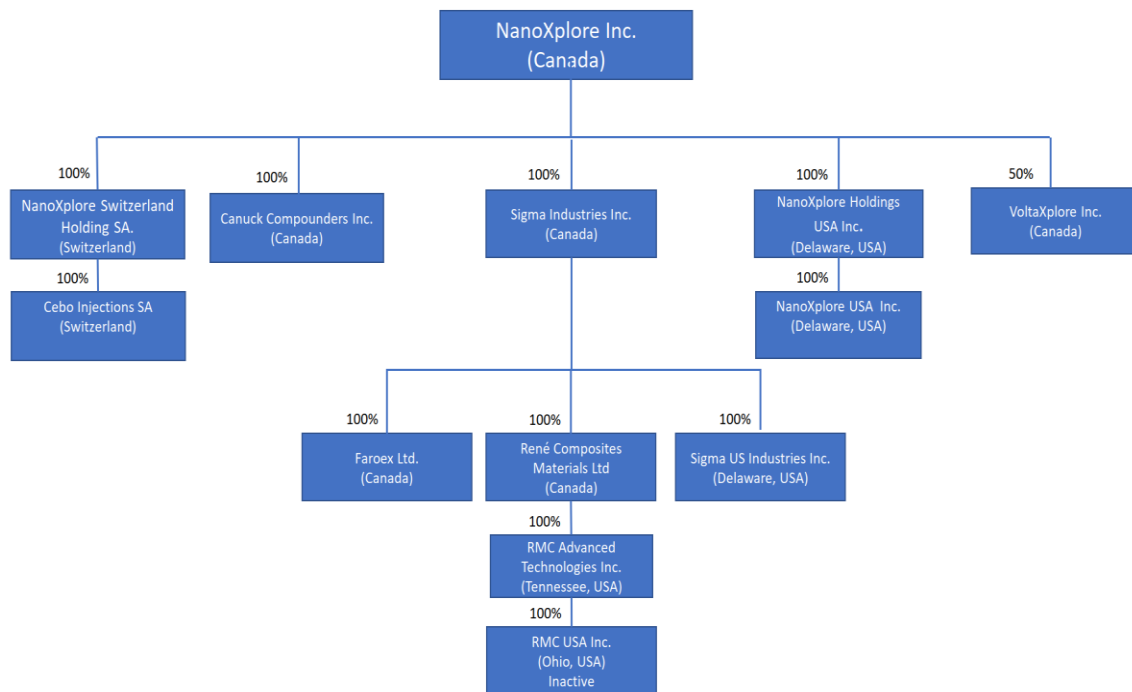 NanoXplore Inc.
(Canada)
100%
100%
100%
100%
50%
NanoXplore Switzerland
Holding SA.
(Switzerland)
Canuck Compounders Inc.
(Canada)
Sigma Industries Inc.
(Canada)
NanoXplore Holdings
USA Inc.
(Delaware, USA)
VoltaXplore Inc.
(Canada)
100%
100%
Cebo Injections SA
(Switzerland)
NanoXplore USA Inc.
(Delaware, USA)
100%
100%
100%
Faroex Ltd.
(Canada)
René Composites
Materials Ltd
(Canada)
Sigma US Industries Inc.
(Delaware, USA)
100%
RMC Advanced
Technologies Inc.
(Tennessee, USA)
100%
RMC USA Inc.
(Ohio, USA)
Inactive